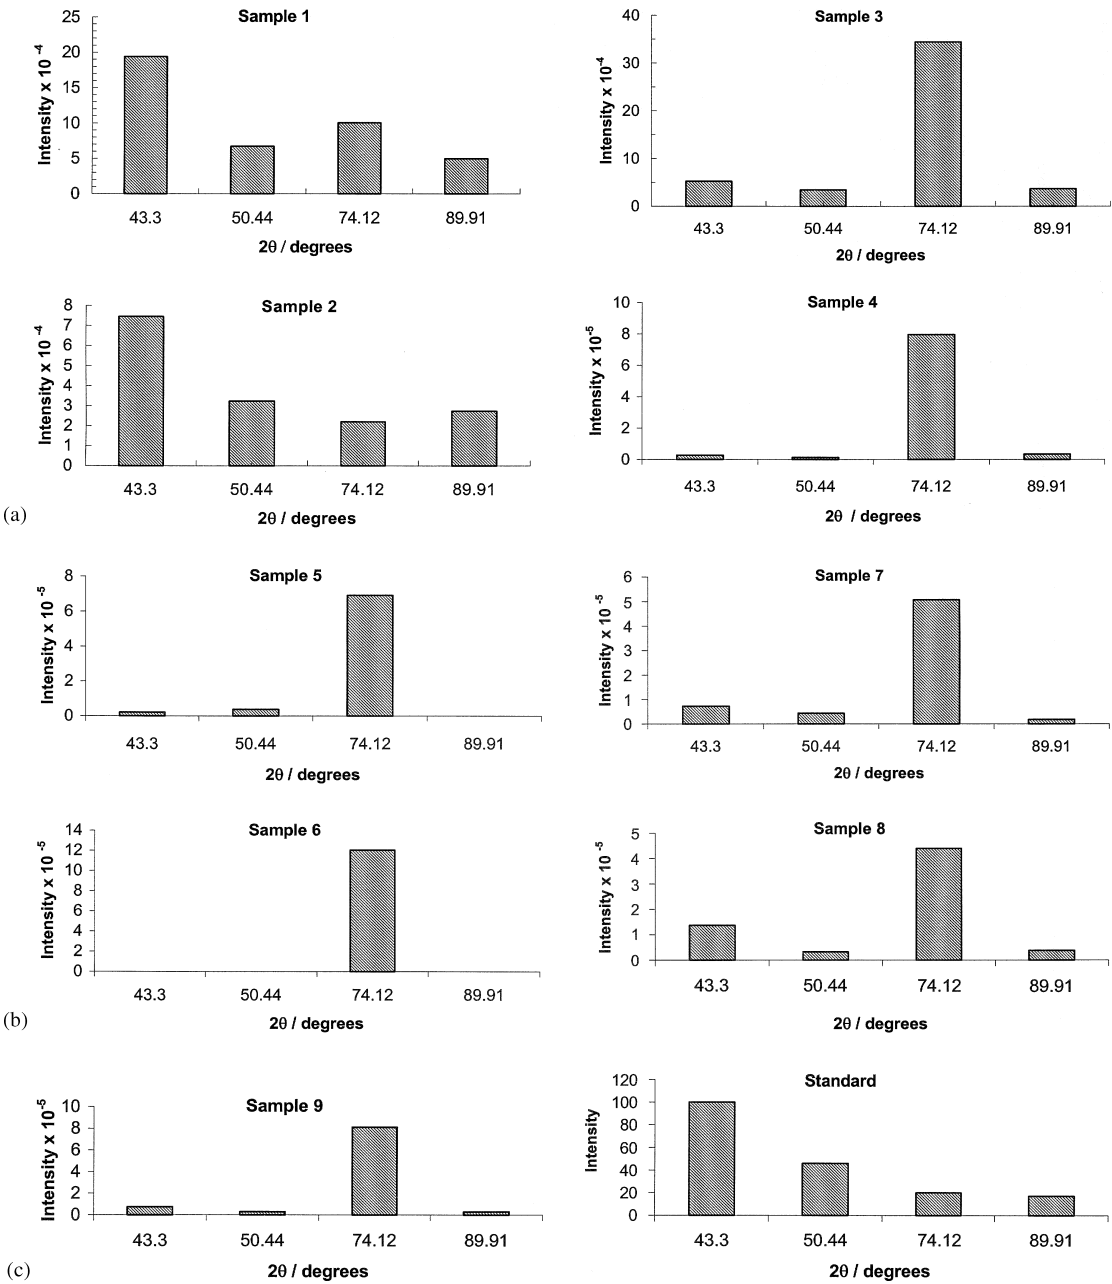 Sample 1
Intensity x 10 -4
25
20
15
10
5
0
43.3 50.44 74.12 89.91
2θ / degrees
Sample 3
Intensity x 10-4
40
30
20
10
0
43.3 50.44 74.12 89.91
2θ / degrees
Sample 2
Intensity x 10 -4
8
7
6
5
4
3
2
1
0
43.3 50.44 74.12 89.91
2θ / degrees
Sample 4
Intensity x 10-5
10
8
6
4
2
0
43.3 50.44 74.12 89.91
2θ / degrees
(a)
Sample 5
Intensity x 10 -5
8
6
4
2
0
43.3 50.44 74.12 89.91
2θ / degrees
Sample 7
Intensity x 10 -5
6
5
4
3
2
1
0
43.3 50.44 74.12 89.91
2θ / degrees
Sample 6
Intensity x 10 -5
14
12
10
8
6
4
2
0
43.3 50.44 74.12 89.91
2θ / degrees
Sample 8
Intensity x 10 -5
5
4
3
2
1
0
43.3 50.44 74.12 89.91
2θ / degrees
(b)
Sample 9
Intensity x 10-5
10
8
6
4
2
0
43.3 50.44 74.12 89.91
2θ / degrees
Standard
Intensity
120
100
80
60
40
20
0
43.3 50.44 74.12 89.91
2θ / degrees
(c)